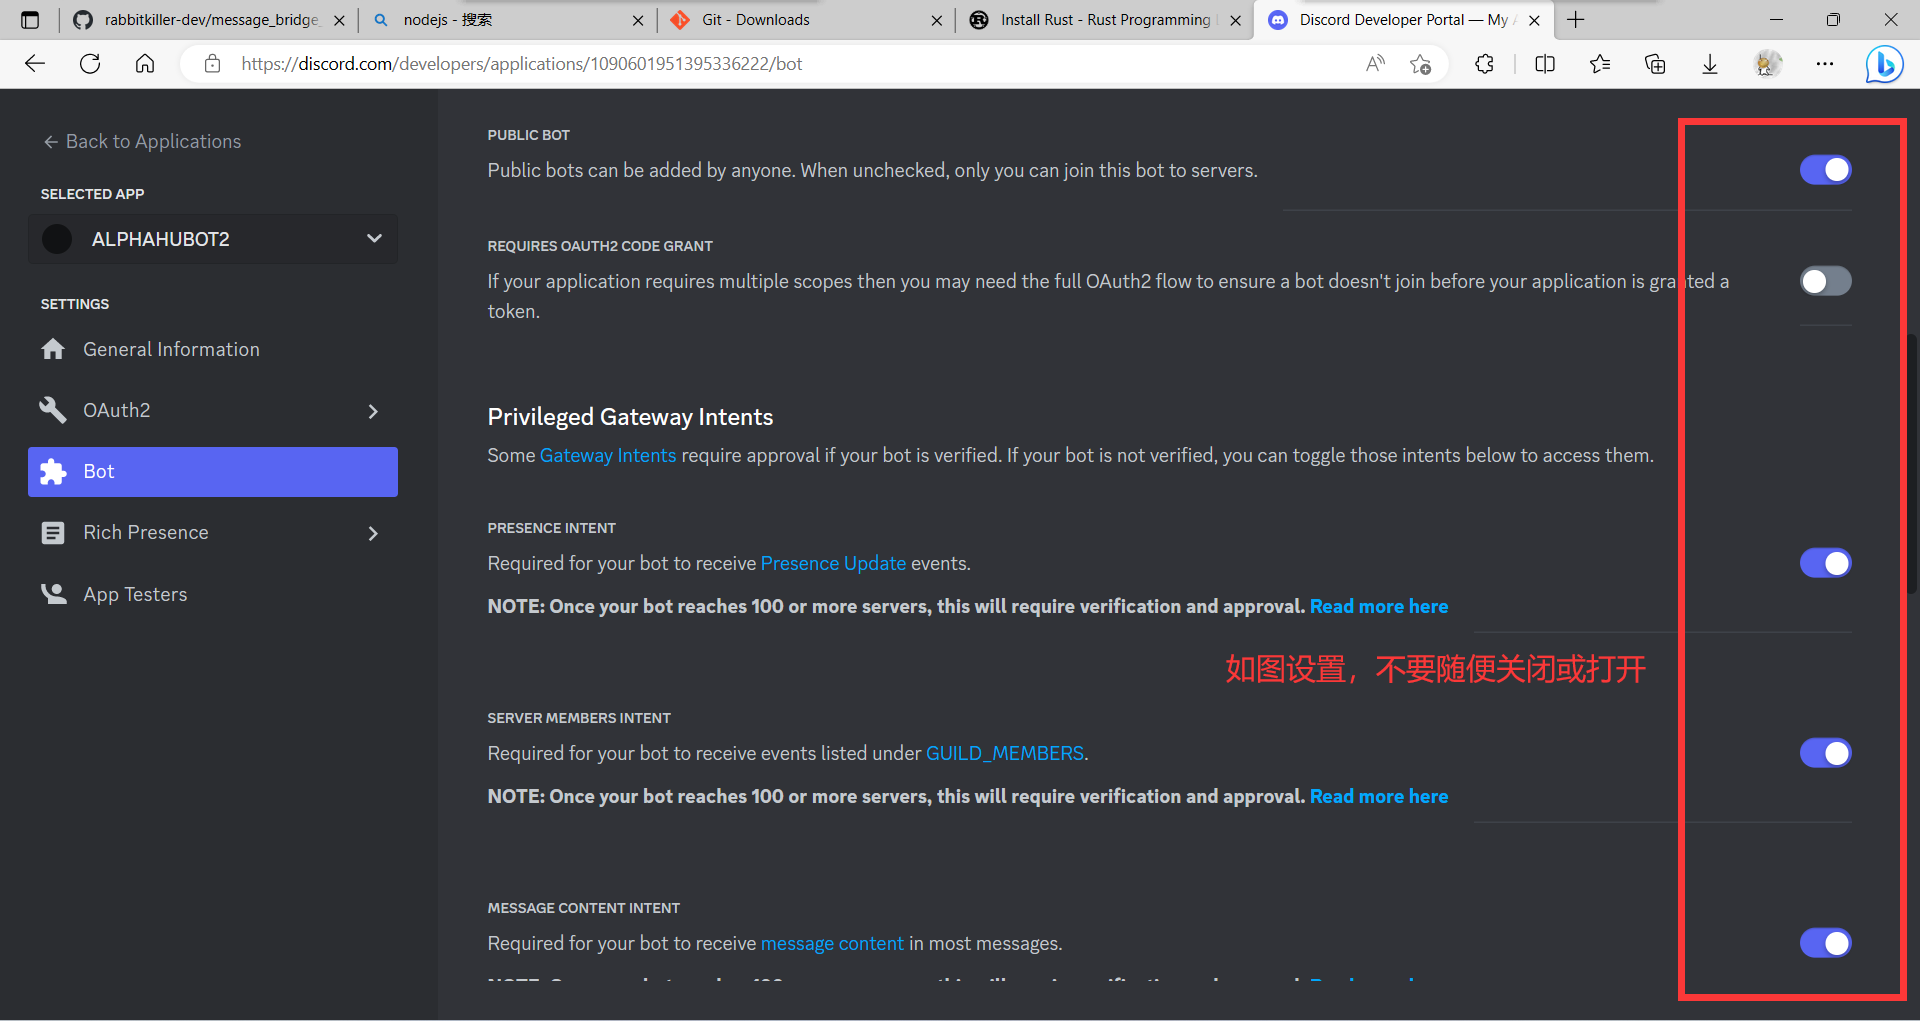 rabbitkiller-dev/message_bridge_
nodejs - 搜索
Git - Downloads
Install Rust - Rust Programming
Discord Developer Portal — My A
https://discord.com/developers/applications/1090601951395336222/bot
Back to Applications
SELECTED APP
ALPHAHUBOT2
SETTINGS
General Information
OAuth2
Bot
Rich Presence
App Testers
PUBLIC BOT
Public bots can be added by anyone. When unchecked, only you can join this bot to servers.
REQUIRES OAUTH2 CODE GRANT
If your application requires multiple scopes then you may need the full OAuth2 flow to ensure a bot doesn't join before your application is granted a
token.
Privileged Gateway Intents
Some Gateway Intents require approval if your bot is verified. If your bot is not verified, you can toggle those intents below to access them.
PRESENCE INTENT
Required for your bot to receive Presence Update events.
NOTE: Once your bot reaches 100 or more servers, this will require verification and approval. Read more here
如图设置，不要随便关闭或打开
SERVER MEMBERS INTENT
Required for your bot to receive events listed under GUILD_MEMBERS.
NOTE: Once your bot reaches 100 or more servers, this will require verification and approval. Read more here
MESSAGE CONTENT INTENT
Required for your bot to receive message content in most messages.